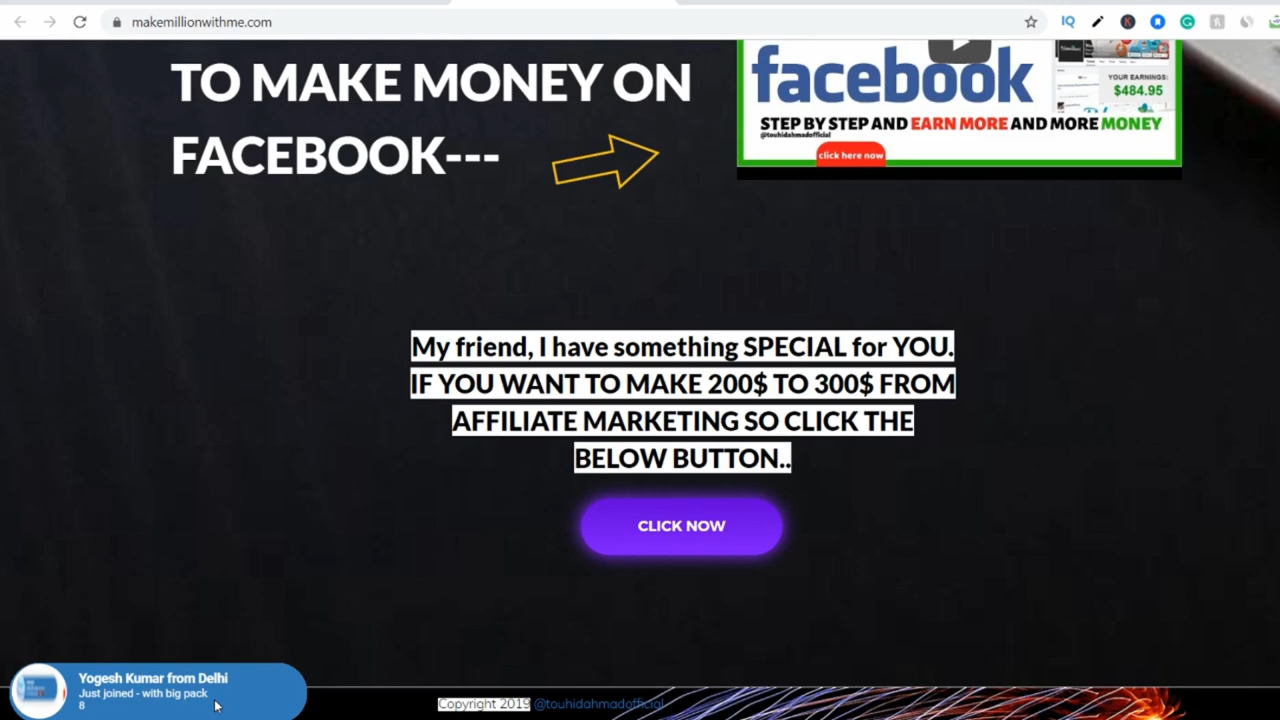 makemillionwithme.com
IQ
TO MAKE MONEY ON
FACEBOOK---
facebook
YOUR EARNINGS:
$484.95
STEP BY STEP AND EARN MORE AND MORE MONEY
@touhidahmadofficial
click here now
My friend, I have something SPECIAL for YOU.
IF YOU WANT TO MAKE 200$ TO 300$ FROM
AFFILIATE MARKETING SO CLICK THE
BELOW BUTTON..
CLICK NOW
Yogesh Kumar from Delhi
Just joined - with big pack
8
Copyright 2019 @touhidahmadofficial